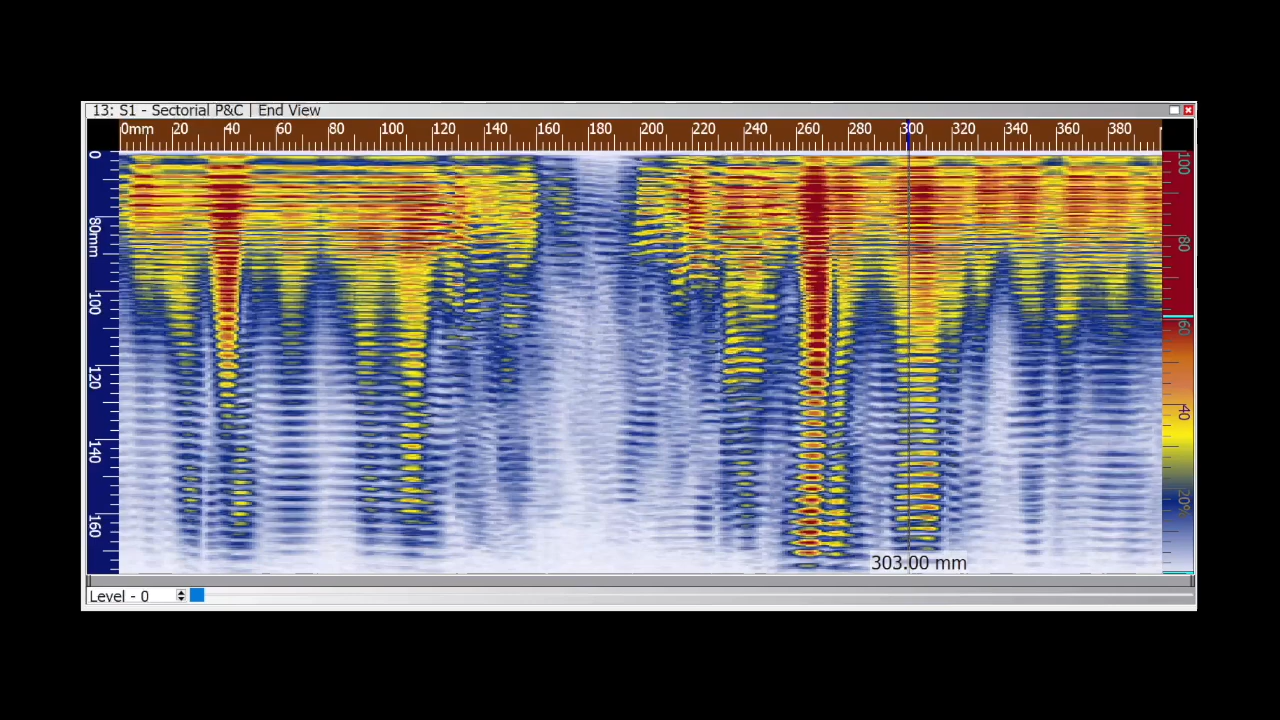 13: S1 - Sectorial P&C | End View
0mm 20 40 60 80 100 120 140 160 180 200 220 240 260 280 300 320 340 360 380
0
80mm
100
120
140
160
100
80
60
40
20%
303.00 mm
Level - 0